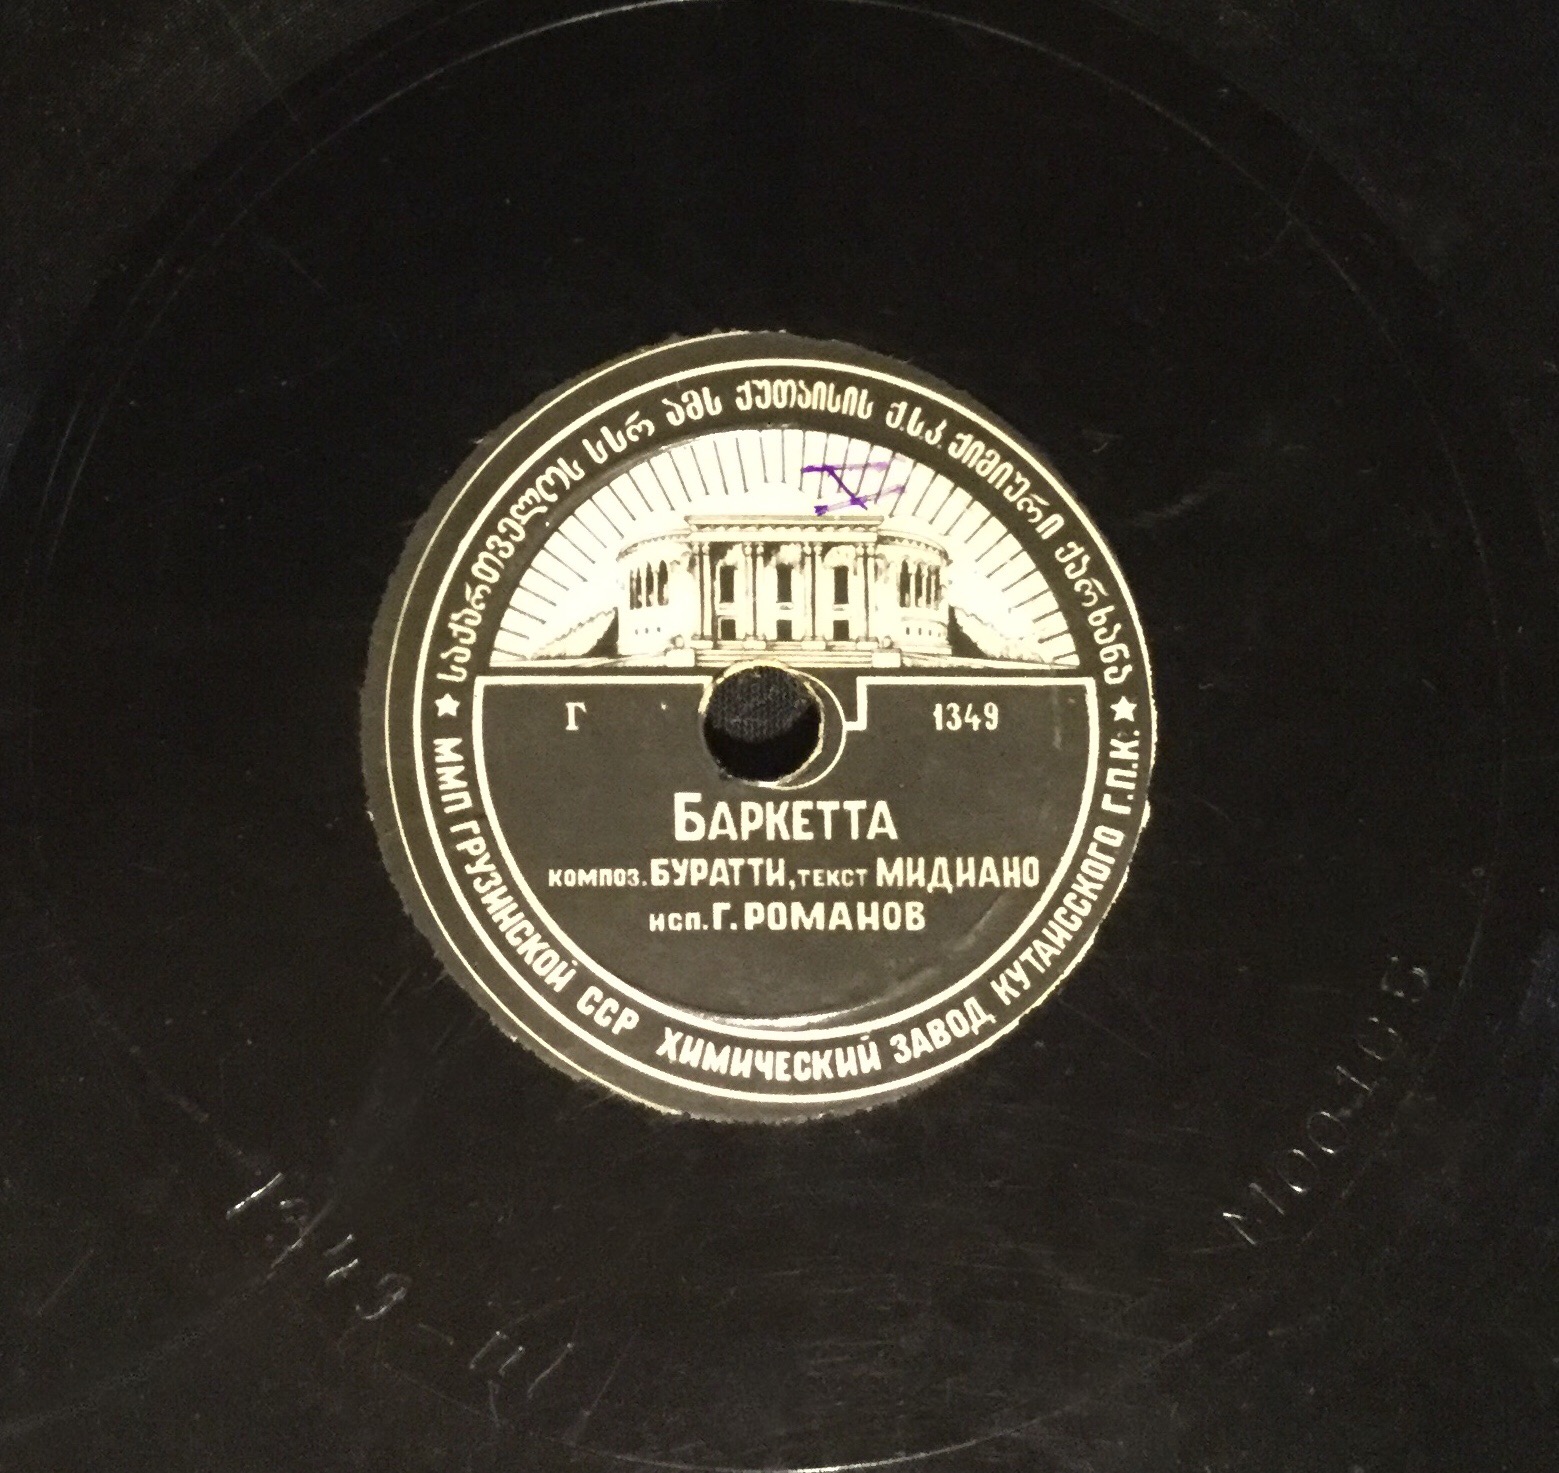 საქართველოს სსრ ამს ქუთაისის ქ.ს.კ. ქიმიური ქარხანა
Г 1349
БАРКЕТТА
КОМПОЗ. БУРАТТИ, ТЕКСТ МИДИАНО
ИСП. Г. РОМАНОВ
ММП ГРУЗИНСКОЙ ССР ХИМИЧЕСКИЙ ЗАВОД КУТАИССКОГО Г.П.К.